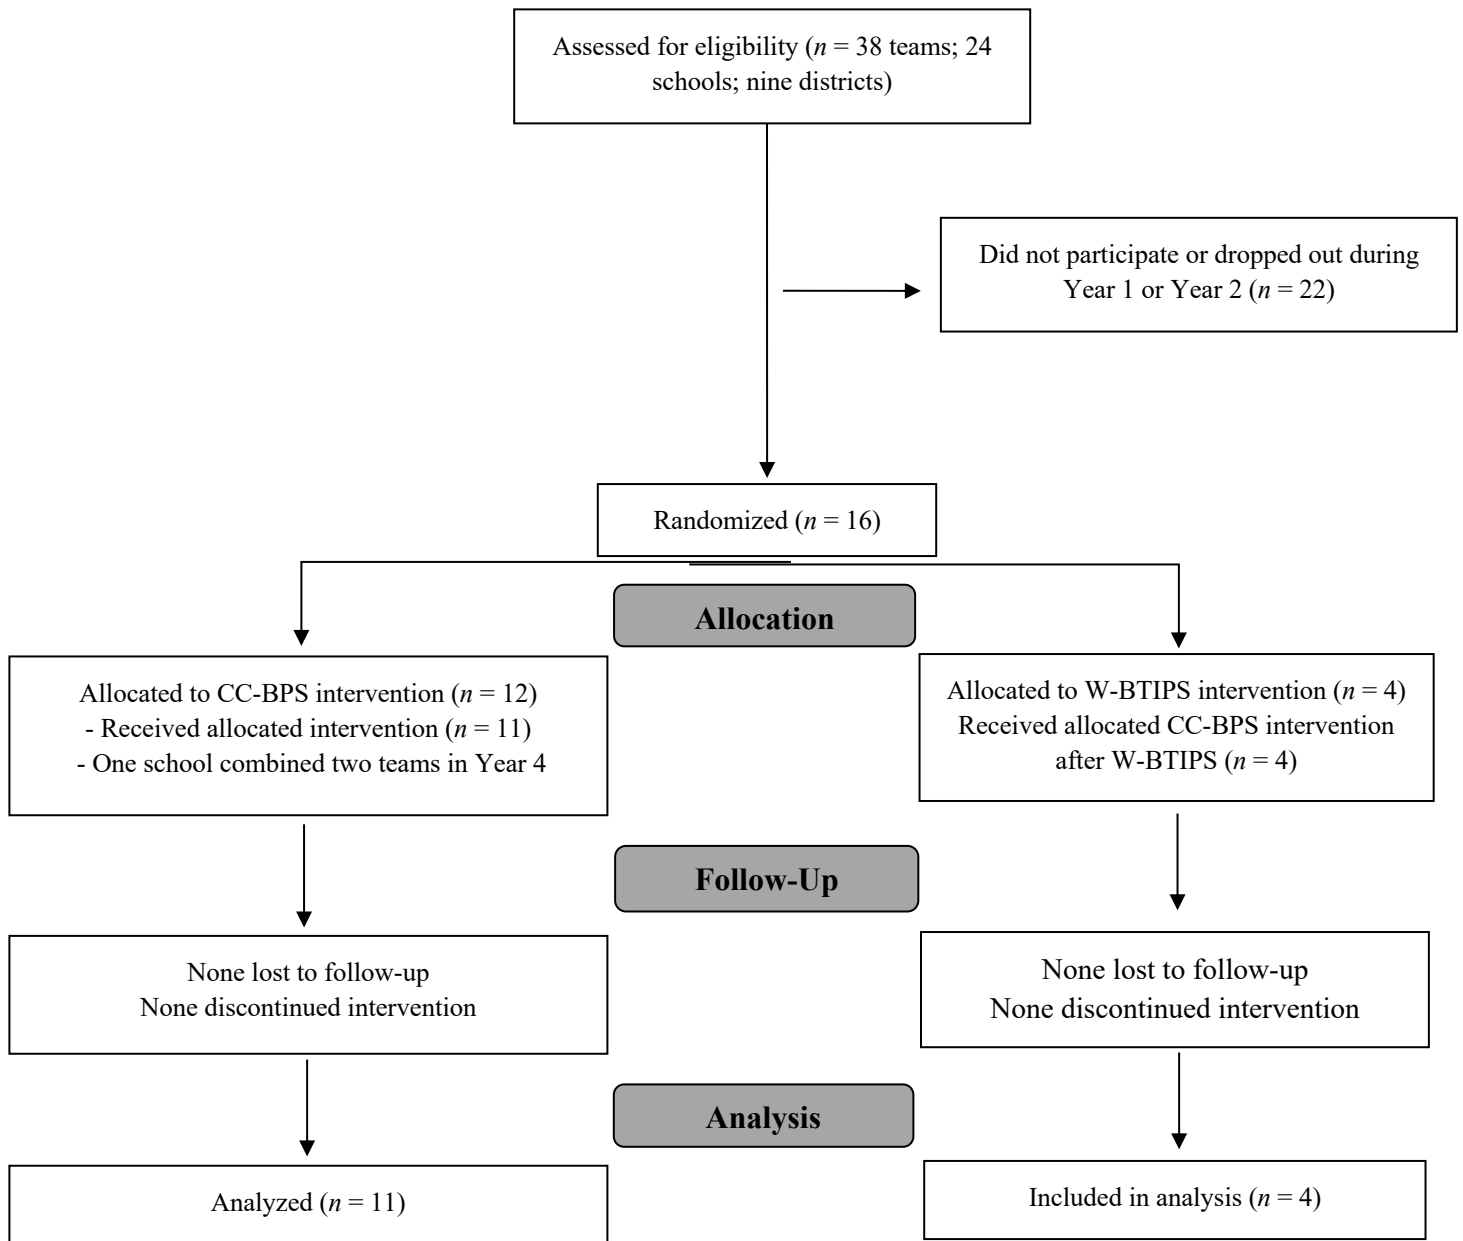 Assessed for eligibility (n = 38 teams; 24
schools; nine districts)
Did not participate or dropped out during
Year 1 or Year 2 (n = 22)
Randomized (n = 16)
Allocation
Allocated to CC-BPS intervention (n = 12)
- Received allocated intervention (n = 11)
- One school combined two teams in Year 4
Allocated to W-BTIPS intervention (n = 4)
Received allocated CC-BPS intervention
after W-BTIPS (n = 4)
Follow-Up
None lost to follow-up
None discontinued intervention
None lost to follow-up
None discontinued intervention
Analysis
Analyzed (n = 11)
Included in analysis (n = 4)